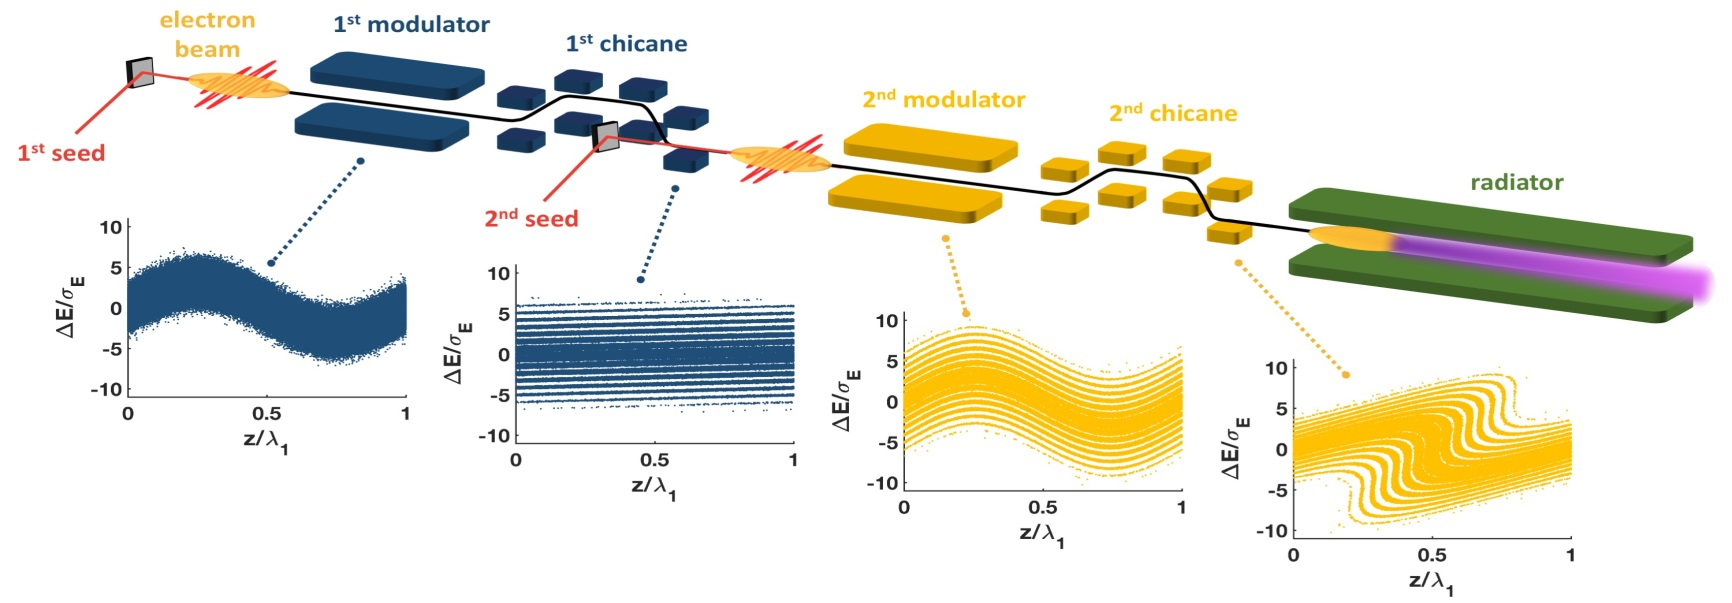 electron
beam
1st modulator
1st chicane
1st seed
2nd seed
2nd modulator
2nd chicane
radiator
ΔE/σE
10
5
0
-5
-10
0
0.5
1
z/λ1
ΔE/σE
10
5
0
-5
-10
0
0.5
1
z/λ1
ΔE/σE
10
5
0
-5
-10
0
0.5
1
z/λ1
ΔE/σE
10
5
0
-5
-10
0
0.5
1
z/λ1